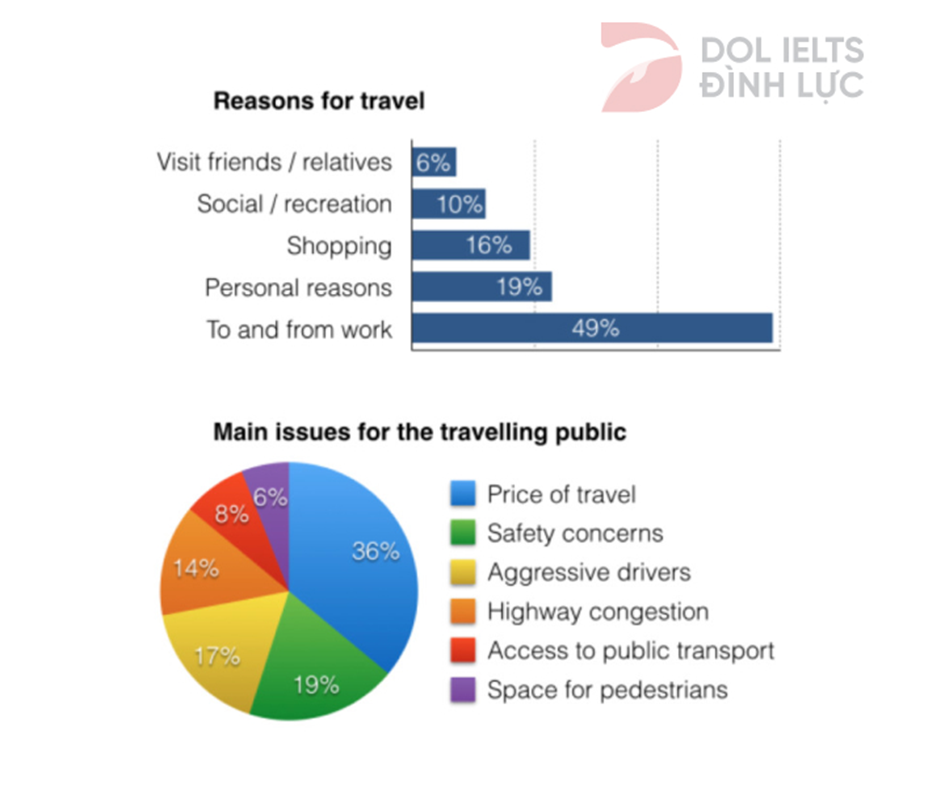 DOL IELTS
ĐÌNH LỰC
Reasons for travel
Visit friends / relatives 6%
Social / recreation 10%
Shopping 16%
Personal reasons 19%
To and from work 49%
Main issues for the travelling public
36%
19%
17%
14%
8%
6%
Price of travel
Safety concerns
Aggressive drivers
Highway congestion
Access to public transport
Space for pedestrians